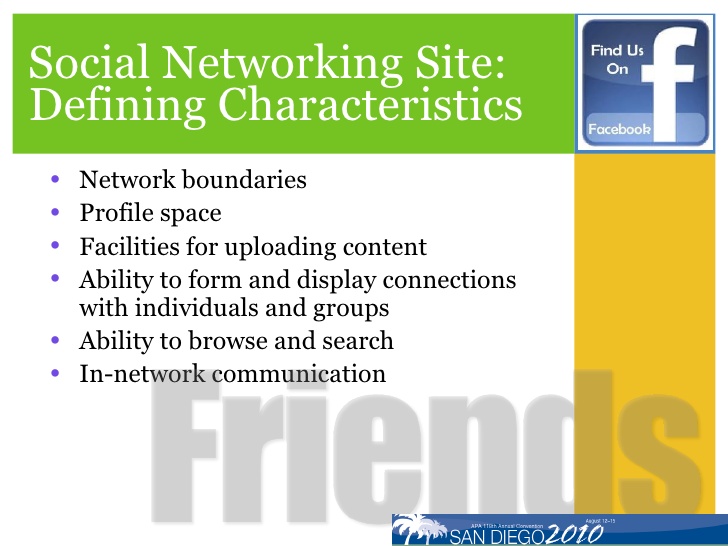 Social Networking Site:
Defining Characteristics
Find Us
On
f
Facebook
• Network boundaries
• Profile space
• Facilities for uploading content
• Ability to form and display connections
with individuals and groups
• Ability to browse and search
• In-network communication
Friends
APA 118th Annual Convention
August 12–15
SAN DIEGO 2010